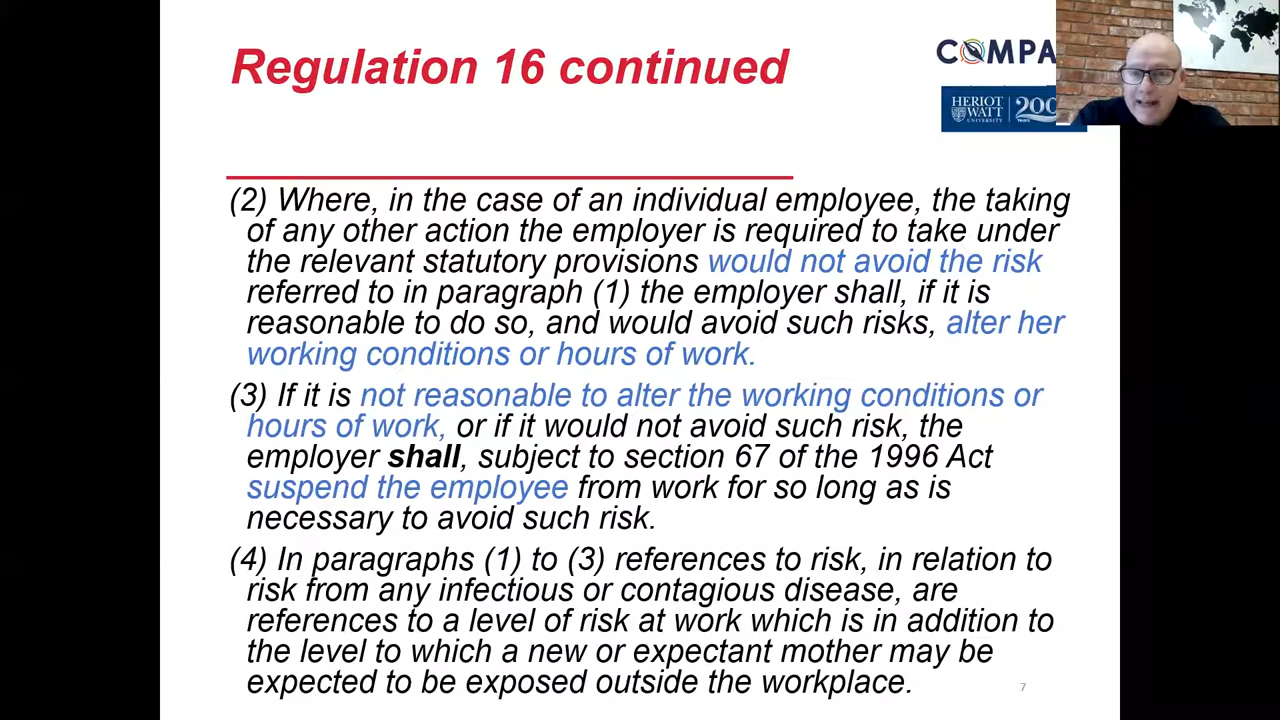 Regulation 16 continued
COMPA
HERIOT
WATT
UNIVERSITY
200
YEARS
(2) Where, in the case of an individual employee, the taking
of any other action the employer is required to take under
the relevant statutory provisions would not avoid the risk
referred to in paragraph (1) the employer shall, if it is
reasonable to do so, and would avoid such risks, alter her
working conditions or hours of work.
(3) If it is not reasonable to alter the working conditions or
hours of work, or if it would not avoid such risk, the
employer shall, subject to section 67 of the 1996 Act
suspend the employee from work for so long as is
necessary to avoid such risk.
(4) In paragraphs (1) to (3) references to risk, in relation to
risk from any infectious or contagious disease, are
references to a level of risk at work which is in addition to
the level to which a new or expectant mother may be
expected to be exposed outside the workplace.
7